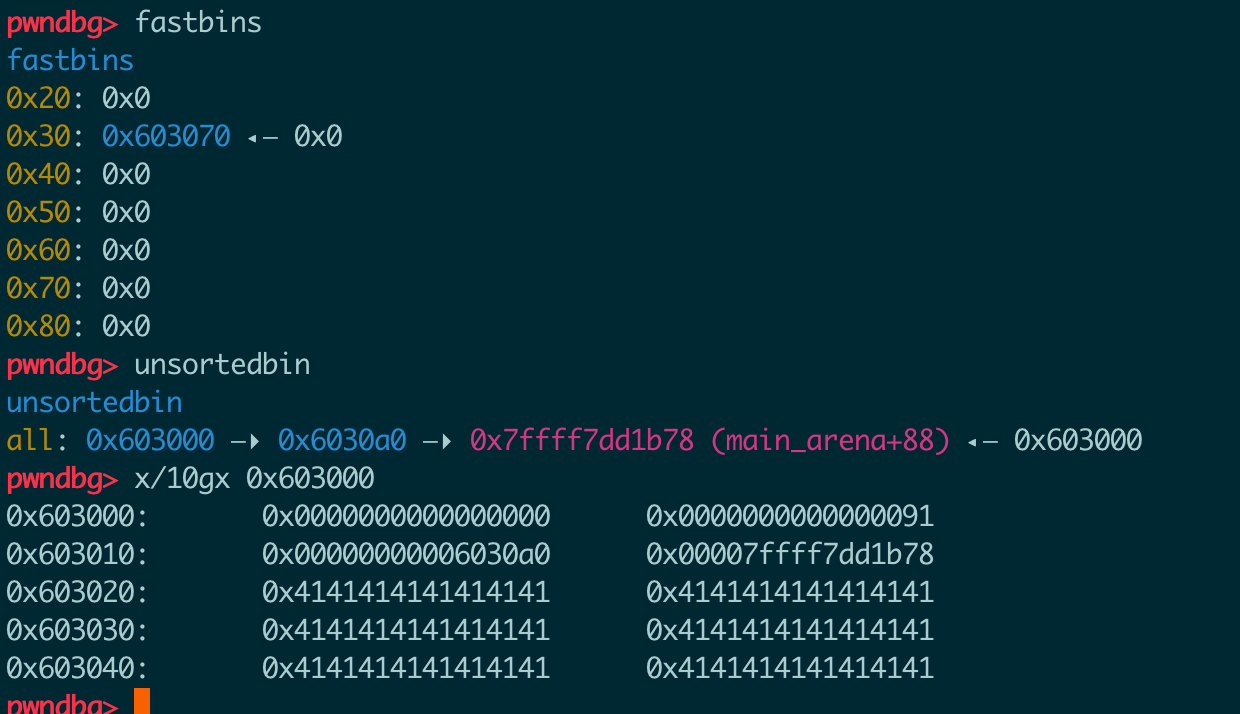 pwndbg> fastbins
fastbins
0x20: 0x0
0x30: 0x603070 ◂— 0x0
0x40: 0x0
0x50: 0x0
0x60: 0x0
0x70: 0x0
0x80: 0x0
pwndbg> unsortedbin
unsortedbin
all: 0x603000 —▸ 0x6030a0 —▸ 0x7ffff7dd1b78 (main_arena+88) ◂— 0x603000
pwndbg> x/10gx 0x603000
0x603000: 0x0000000000000000 0x0000000000000091
0x603010: 0x00000000006030a0 0x00007ffff7dd1b78
0x603020: 0x4141414141414141 0x4141414141414141
0x603030: 0x4141414141414141 0x4141414141414141
0x603040: 0x4141414141414141 0x4141414141414141
pwndbg>